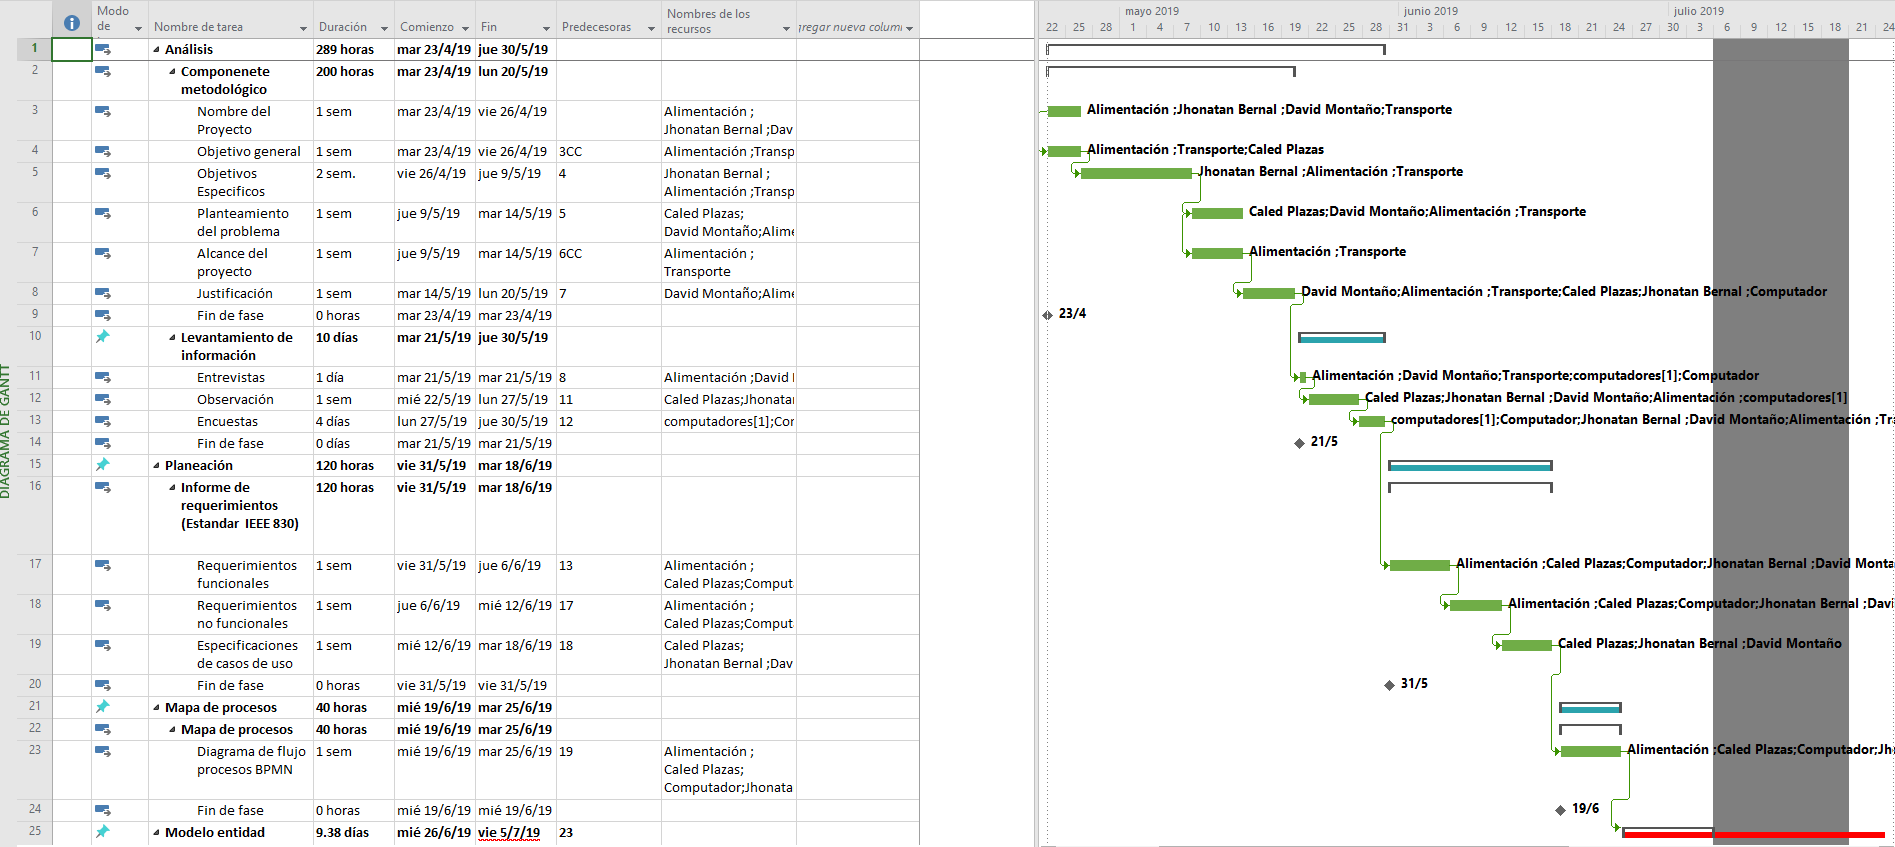 Modo de
Nombre de tarea
Duración
Comienzo
Fin
Predecesoras
Nombres de los recursos
regar nueva colum
1 Análisis 289 horas mar 23/4/19 jue 30/5/19
2 Componenete metodológico 200 horas mar 23/4/19 lun 20/5/19
3 Nombre del Proyecto 1 sem mar 23/4/19 vie 26/4/19 Alimentación ; Jhonatan Bernal ;Dav
4 Objetivo general 1 sem mar 23/4/19 vie 26/4/19 3CC Alimentación ;Transp
5 Objetivos Especificos 2 sem. vie 26/4/19 jue 9/5/19 4 Jhonatan Bernal ; Alimentación ;Transp
6 Planteamiento del problema 1 sem jue 9/5/19 mar 14/5/19 5 Caled Plazas; David Montaño;Alime
7 Alcance del proyecto 1 sem jue 9/5/19 mar 14/5/19 6CC Alimentación ; Transporte
8 Justificación 1 sem mar 14/5/19 lun 20/5/19 7 David Montaño;Alime
9 Fin de fase 0 horas mar 23/4/19 mar 23/4/19
10 Levantamiento de información 10 días mar 21/5/19 jue 30/5/19
11 Entrevistas 1 día mar 21/5/19 mar 21/5/19 8 Alimentación ;David
12 Observación 1 sem mié 22/5/19 lun 27/5/19 11 Caled Plazas;Jhonata
13 Encuestas 4 días lun 27/5/19 jue 30/5/19 12 computadores[1];Cor
14 Fin de fase 0 días mar 21/5/19 mar 21/5/19
15 Planeación 120 horas vie 31/5/19 mar 18/6/19
16 Informe de requerimientos (Estandar IEEE 830) 120 horas vie 31/5/19 mar 18/6/19
17 Requerimientos funcionales 1 sem vie 31/5/19 jue 6/6/19 13 Alimentación ; Caled Plazas;Comput
18 Requerimientos no funcionales 1 sem jue 6/6/19 mié 12/6/19 17 Alimentación ; Caled Plazas;Comput
19 Especificaciones de casos de uso 1 sem mié 12/6/19 mar 18/6/19 18 Caled Plazas; Jhonatan Bernal ;Dav
20 Fin de fase 0 horas vie 31/5/19 vie 31/5/19
21 Mapa de procesos 40 horas mié 19/6/19 mar 25/6/19
22 Mapa de procesos 40 horas mié 19/6/19 mar 25/6/19
23 Diagrama de flujo procesos BPMN 1 sem mié 19/6/19 mar 25/6/19 19 Alimentación ; Caled Plazas; Computador;Jhonata
24 Fin de fase 0 horas mié 19/6/19 mié 19/6/19
25 Modelo entidad 9.38 días mié 26/6/19 vie 5/7/19 23
DIAGRAMA DE GANTT
mayo 2019 junio 2019 julio 2019
22 25 28 1 4 7 10 13 16 19 22 25 28 31 3 6 9 12 15 18 21 24 27 30 3 6 9 12 15 18 21 24
Alimentación ;Jhonatan Bernal ;David Montaño;Transporte
Alimentación ;Transporte;Caled Plazas
Jhonatan Bernal ;Alimentación ;Transporte
Caled Plazas;David Montaño;Alimentación ;Transporte
Alimentación ;Transporte
David Montaño;Alimentación ;Transporte;Caled Plazas;Jhonatan Bernal ;Computador
23/4
Alimentación ;David Montaño;Transporte;computadores[1];Computador
Caled Plazas;Jhonatan Bernal ;David Montaño;Alimentación ;computadores[1]
computadores[1];Computador;Jhonatan Bernal ;David Montaño;Alimentación ;Tra
21/5
Alimentación ;Caled Plazas;Computador;Jhonatan Bernal ;David Monta
Alimentación ;Caled Plazas;Computador;Jhonatan Bernal ;Davi
Caled Plazas;Jhonatan Bernal ;David Montaño
31/5
Alimentación ;Caled Plazas;Computador;Jh
19/6